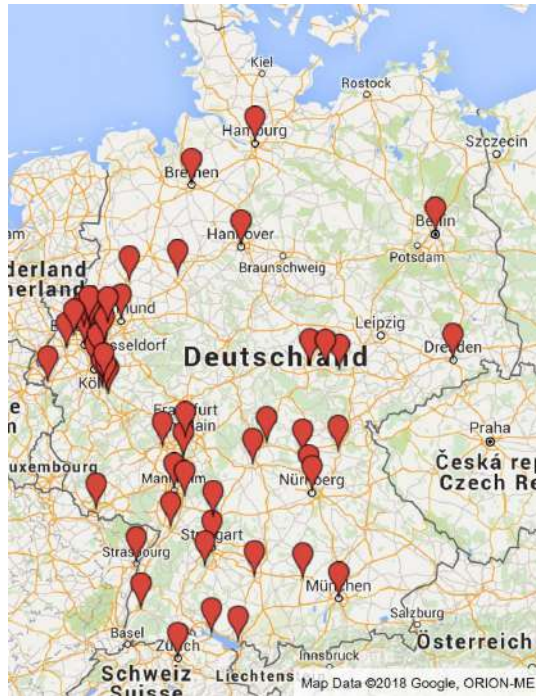 Kiel
Rostock
Hamburg
Szczecin
Bremen
Berlin
Hannover
Potsdam
Braunschweig
derland
herland
mund
Leipzig
sseldorf
Deutschland
Dresden
Köln
Frankfurt
Main
Praha
Česká rep
Czech Re
uxembourg
Mannheim
Nürnberg
Stuttgart
Strasbourg
München
Salzburg
Basel
Zürich
Österreich
Innsbruck
Schweiz
Liechtens
Suisse
Map Data ©2018 Google, ORION-ME